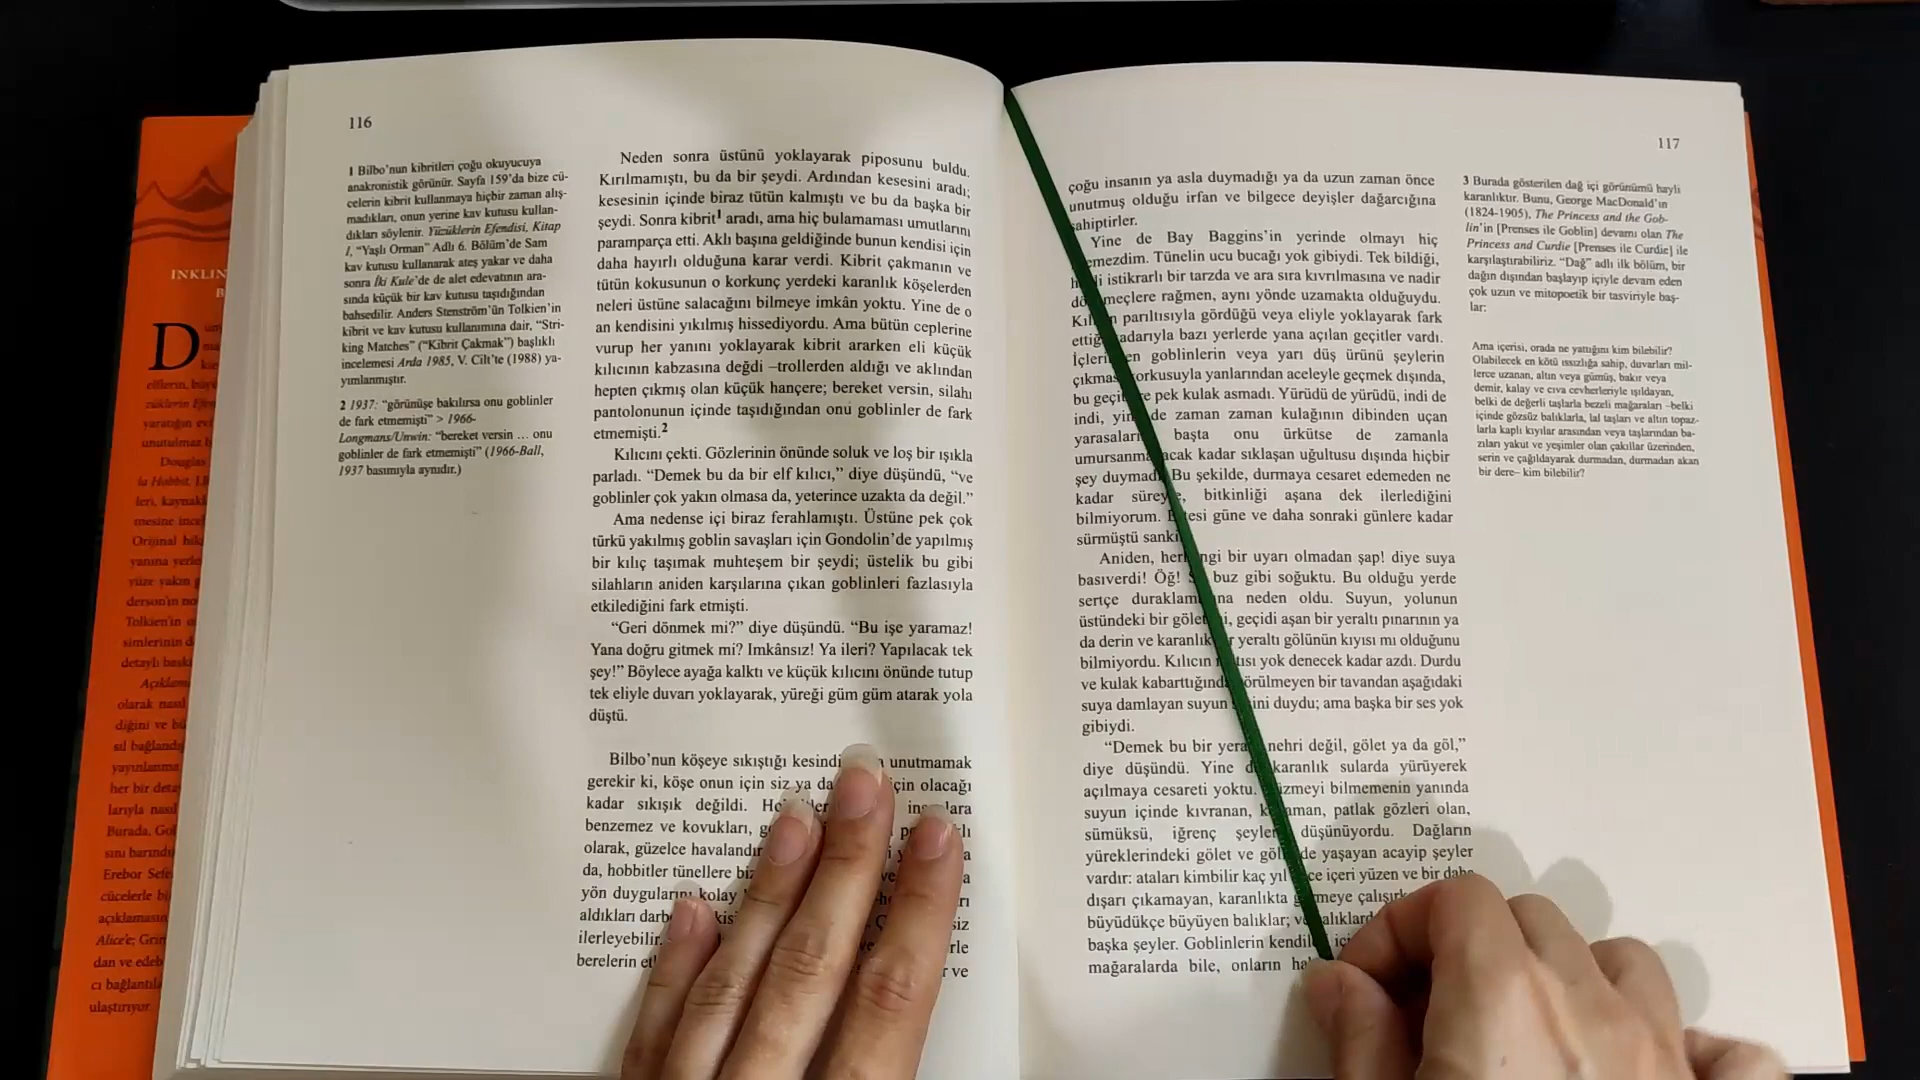 116
1 Bilbo’nun kibritleri çoğu okuyucuya
anakronistik görünür. Sayfa 159’da bize cü-
celerin kibrit kullanmaya hiçbir zaman alış-
madıkları, onun yerine kav kutusu kullan-
dıkları söylenir. Yüzüklerin Efendisi, Kitap
I, “Yaşlı Orman” Adlı 6. Bölüm’de Sam
kav kutusu kullanarak ateş yakar ve daha
sonra İki Kule’de de alet edevatının ara-
sında küçük bir kav kutusu taşıdığından
bahsedilir. Anders Stenström’ün Tolkien’in
kibrit ve kav kutusu kullanımına dair, “Stri-
king Matches” (“Kibrit Çakmak”) başlıklı
incelemesi Arda 1985, V. Cilt’te (1988) ya-
yımlanmıştır.
2 1937: “görünüşe bakılırsa onu goblinler
de fark etmemişti” > 1966-
Longmans/Unwin: “bereket versin ... onu
goblinler de fark etmemişti” (1966-Ball,
1937 basımıyla aynıdır.)
Neden sonra üstünü yoklayarak piposunu buldu.
Kırılmamıştı, bu da bir şeydi. Ardından kesesini aradı;
kesesinin içinde biraz tütün kalmıştı ve bu da başka bir
şeydi. Sonra kibrit1 aradı, ama hiç bulamaması umutlarını
paramparça etti. Aklı başına geldiğinde bunun kendisi için
daha hayırlı olduğuna karar verdi. Kibrit çakmanın ve
tütün kokusunun o korkunç yerdeki karanlık köşelerden
neleri üstüne salacağını bilmeye imkân yoktu. Yine de o
an kendisini yıkılmış hissediyordu. Ama bütün ceplerine
vurup her yanını yoklayarak kibrit ararken eli küçük
kılıcının kabzasına değdi –trollerden aldığı ve aklından
hepten çıkmış olan küçük hançere; bereket versin, silahı
pantolonunun içinde taşıdığından onu goblinler de fark
etmemişti.2
Kılıcını çekti. Gözlerinin önünde soluk ve loş bir ışıkla
parladı. “Demek bu da bir elf kılıcı,” diye düşündü, “ve
goblinler çok yakın olmasa da, yeterince uzakta da değil.”
Ama nedense içi biraz ferahlamıştı. Üstüne pek çok
türkü yakılmış goblin savaşları için Gondolin’de yapılmış
bir kılıç taşımak muhteşem bir şeydi; üstelik bu gibi
silahların aniden karşılarına çıkan goblinleri fazlasıyla
etkilediğini fark etmişti.
“Geri dönmek mi?” diye düşündü. “Bu işe yaramaz!
Yana doğru gitmek mi? Imkânsız! Ya ileri? Yapılacak tek
şey!” Böylece ayağa kalktı ve küçük kılıcını önünde tutup
tek eliyle duvarı yoklayarak, yüreği güm güm atarak yola
düştü.
Bilbo’nun köşeye sıkıştığı unutmamak
gerekir ki, köşe onun için siz ya da için olacağı
kadar sıkışık değildi.
benzemez ve kovukları,
olarak, güzelce
da, hobbitler tünellere
yön duygularını kolay
aldıkları
ilerleyebilir.
berelerin ve
117
çoğu insanın ya asla duymadığı ya da uzun zaman önce
unutmuş olduğu irfan ve bilgece deyişler dağarcığına
sahiptirler.
Yine de Bay Baggins’in yerinde olmayı hiç
Tünelin ucu bucağı yok gibiydi. Tek bildiği,
istikrarlı bir tarzda ve ara sıra kıvrılmasına ve nadir
rağmen, aynı yönde uzamakta olduğuydu.
parıltısıyla gördüğü veya eliyle yoklayarak fark
bazı yerlerde yana açılan geçitler vardı.
goblinlerin veya yarı düş ürünü şeylerin
yanlarından aceleyle geçmek dışında,
bu pek kulak asmadı. Yürüdü de yürüdü, indi de
indi, de zaman zaman kulağının dibinden uçan
başta onu ürkütse de zamanla
kadar sıklaşan uğultusu dışında hiçbir
şey Bu şekilde, durmaya cesaret edemeden ne
kadar bitkinliği aşana dek ilerlediğini
bilmiyorum. güne ve daha sonraki günlere kadar
sürmüştü
Aniden, bir uyarı olmadan şap! diye suya
basıverdi! Öğ! buz gibi soğuktu. Bu olduğu yerde
sertçe neden oldu. Suyun, yolunun
üstündeki bir geçidi aşan bir yeraltı pınarının ya
da derin ve karanlık yeraltı gölünün kıyısı mı olduğunu
bilmiyordu. Kılıcın yok denecek kadar azdı. Durdu
ve kulak kabarttığında görülmeyen bir tavandan aşağıdaki
suya damlayan suyun duydu; ama başka bir ses yok
gibiydi.
“Demek bu bir nehri değil, gölet ya da göl,”
diye düşündü. Yine karanlık sularda yürüyerek
açılmaya cesareti yoktu. Yüzmeyi bilmemenin yanında
suyun içinde kıvranan, patlak gözleri olan,
sümüksü, iğrenç düşünüyordu. Dağların
yüreklerindeki gölet ve yaşayan acayip şeyler
vardır: ataları kimbilir kaç yıl içeri yüzen ve bir daha
dışarı çıkamayan, karanlıkta
büyüdükçe büyüyen balıklar;
başka şeyler. Goblinlerin
mağaralarda bile, onların
3 Burada gösterilen dağ içi görünümü hayli
karanlıktır. Bunu, George MacDonald’ın
(1824-1905), The Princess and the Gob-
lin’in [Prenses ile Goblin] devamı olan The
Princess and Curdie [Prenses ile Curdie] ile
karşılaştırabiliriz. “Dağ” adlı ilk bölüm, bir
dağın dışından başlayıp içiyle devam eden
çok uzun ve mitopoetik bir tasviriyle baş-
lar:
Ama içerisi, orada ne yattığını kim bilebilir?
Olabilecek en kötü ıssızlığa sahip, duvarları mil-
lerce uzanan, altın veya gümüş, bakır veya
demir, kalay ve cıva cevherleriyle ışıldayan,
belki de değerli taşlarla bezeli mağaraları –belki
içinde gözsüz balıklarla, lal taşları ve altın topaz-
larla kaplı kıyılar arasından veya taşlarından ba-
zıları yakut ve yeşimler olan çakıllar üzerinden,
serin ve çağıldayarak durmadan, durmadan akan
bir dere– kim bilebilir?
INKLIN
Douglas
Orijinal
Tolkien’in
olarak
diğini ve
yayınlanma
her bir
Burada,
Erebor
cücelerle
Alice’e;
dan ve
ulaştırıyor